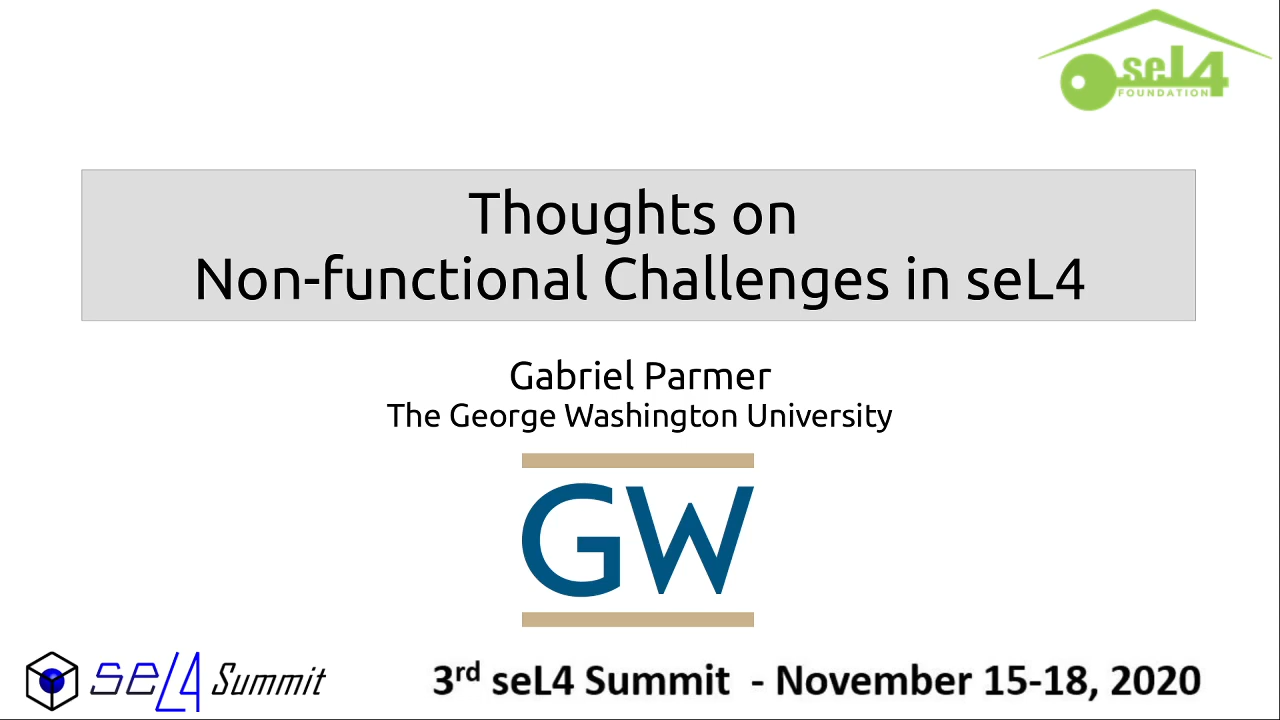 seL4
FOUNDATION
Thoughts on
Non-functional Challenges in seL4
Gabriel Parmer
The George Washington University
GW
seL4 Summit
3rd seL4 Summit - November 15-18, 2020